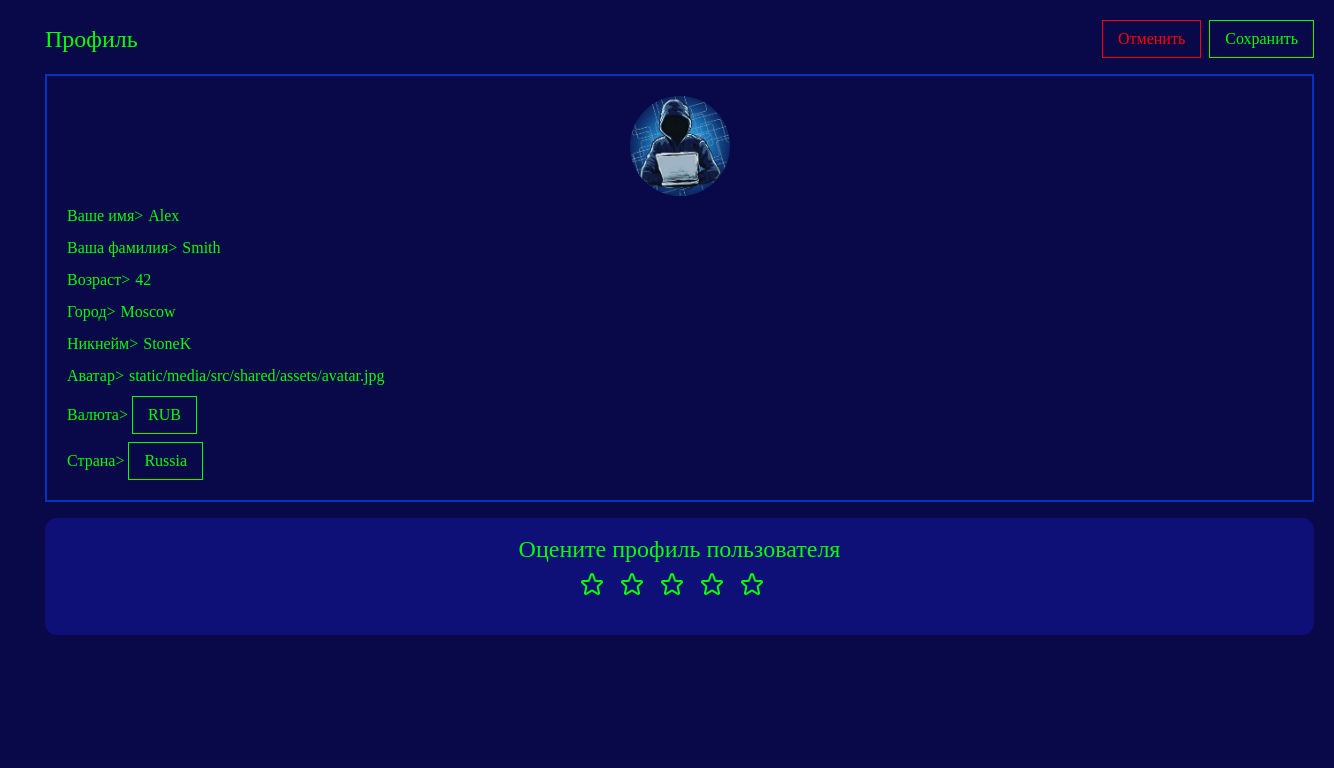 Профиль
Отменить
Сохранить
Ваше имя> Alex
Ваша фамилия> Smith
Возраст> 42
Город> Moscow
Никнейм> StoneK
Аватар> static/media/src/shared/assets/avatar.jpg
Валюта> RUB
Страна> Russia
Оцените профиль пользователя